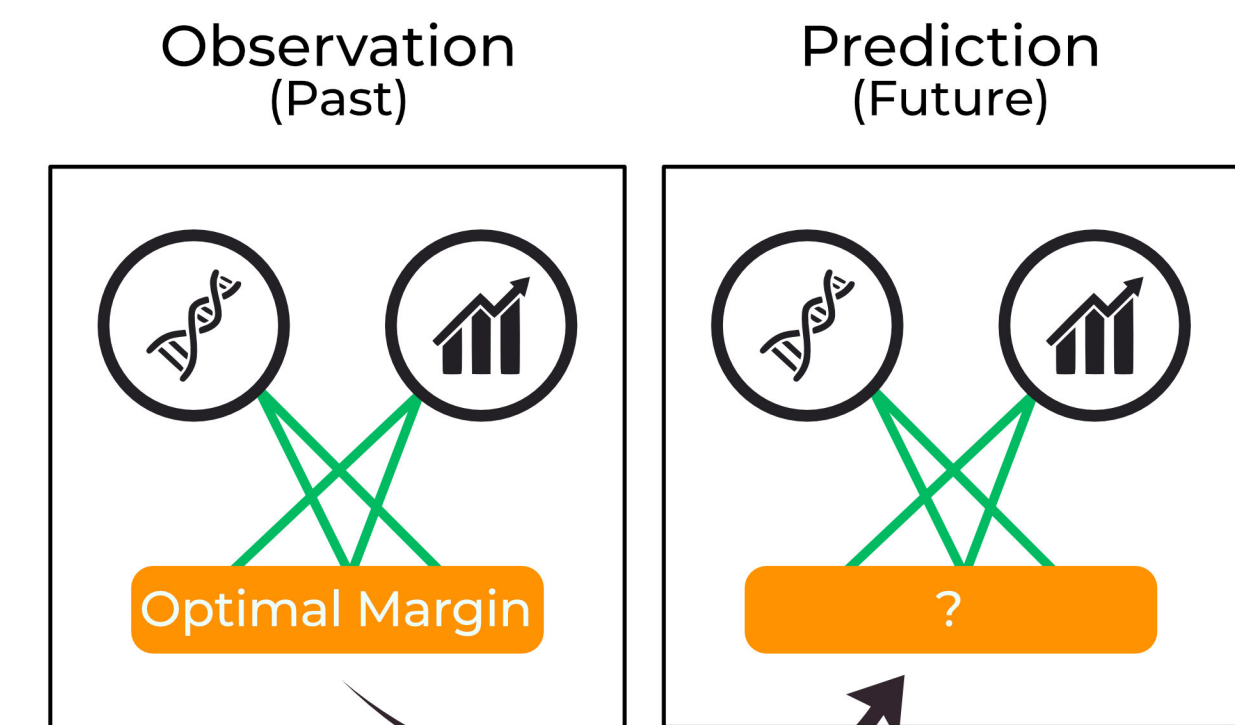 Observation
(Past)
Prediction
(Future)
Optimal Margin
?